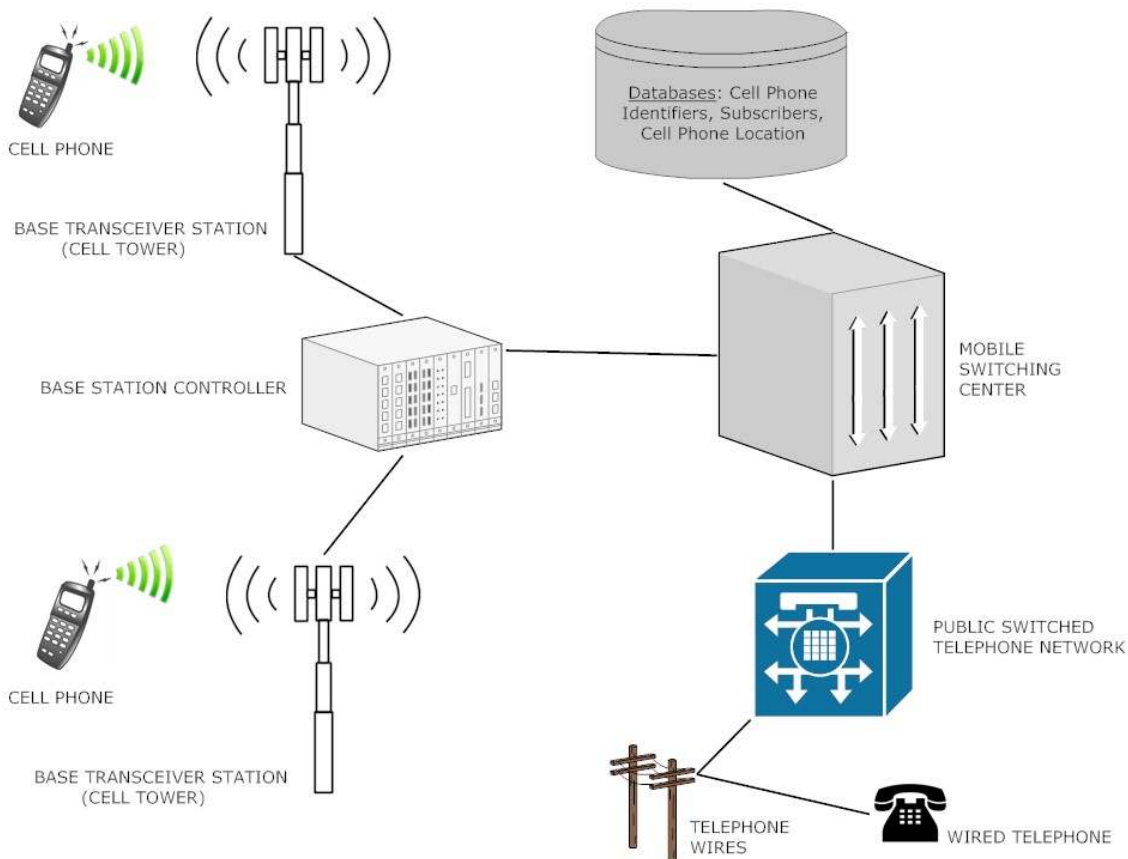 CELL PHONE
BASE TRANSCEIVER STATION
(CELL TOWER)
Databases: Cell Phone
Identifiers, Subscribers,
Cell Phone Location
BASE STATION CONTROLLER
MOBILE
SWITCHING
CENTER
CELL PHONE
BASE TRANSCEIVER STATION
(CELL TOWER)
PUBLIC SWITCHED
TELEPHONE NETWORK
TELEPHONE
WIRES
WIRED TELEPHONE